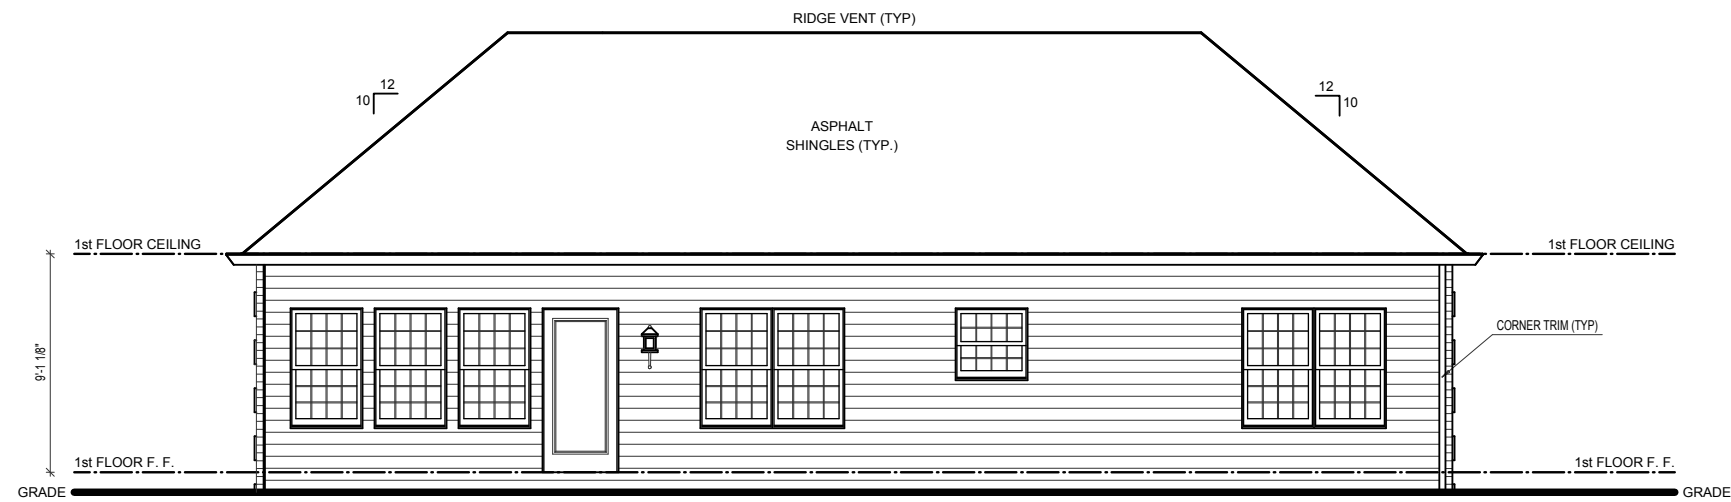 RIDGE VENT (TYP)
12
10
12
10
ASPHALT
SHINGLES (TYP.)
1st FLOOR CEILING
1st FLOOR CEILING
CORNER TRIM (TYP)
9'-1 1/8"
1st FLOOR F. F.
1st FLOOR F. F.
GRADE
GRADE